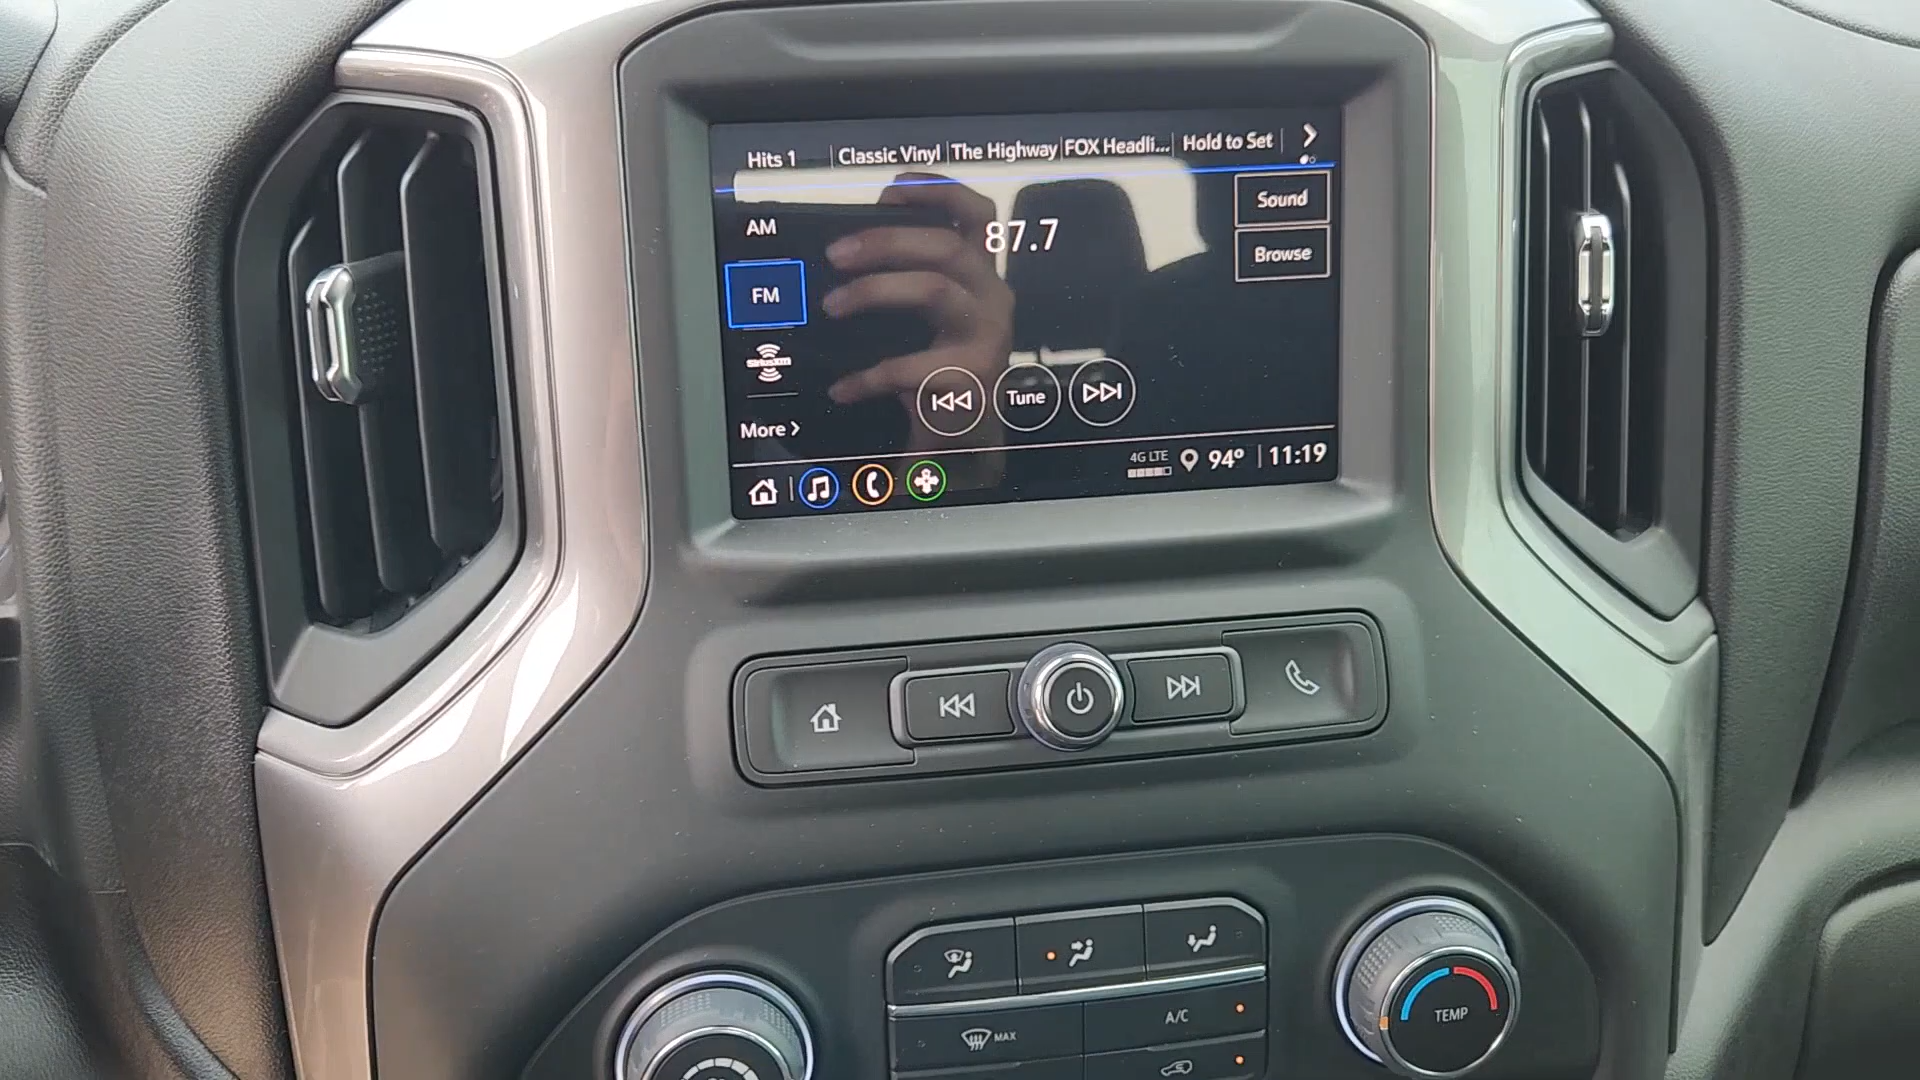 Hits 1
Classic Vinyl
The Highway
FOX Headli...
Hold to Set
AM
87.7
Sound
FM
Browse
SiriusXM
Tune
More
4G LTE
94°
11:19
A/C
MAX
TEMP